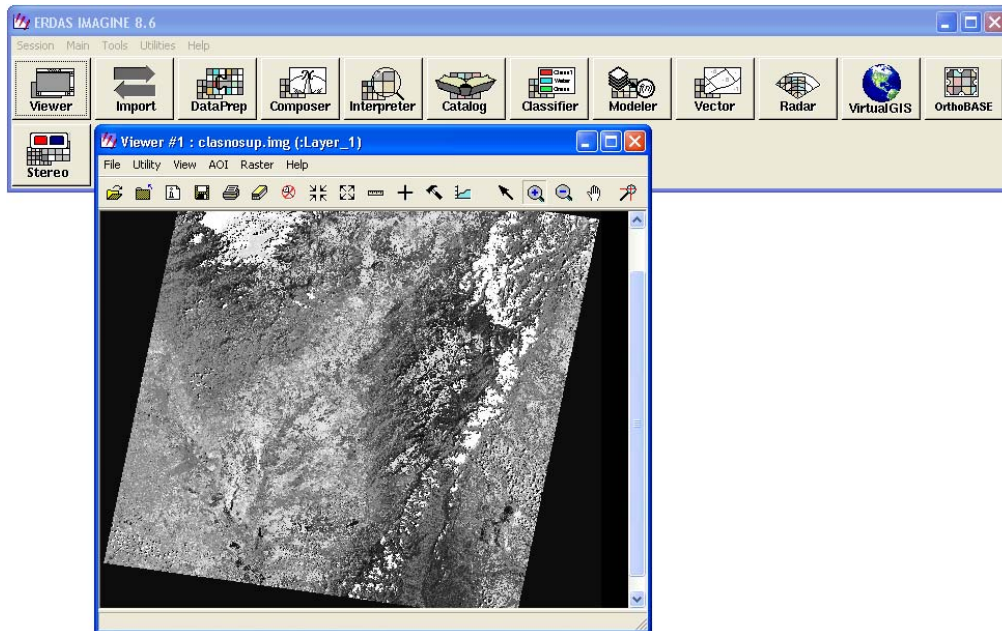 ERDAS IMAGINE 8.6
Session Main Tools Utilities Help
Viewer Import DataPrep Composer Interpreter Catalog Classifier Modeler Vector Radar VirtualGIS OrthoBASE
Stereo
Viewer #1 : clasnosup.img (:Layer_1)
File Utility View AOI Raster Help